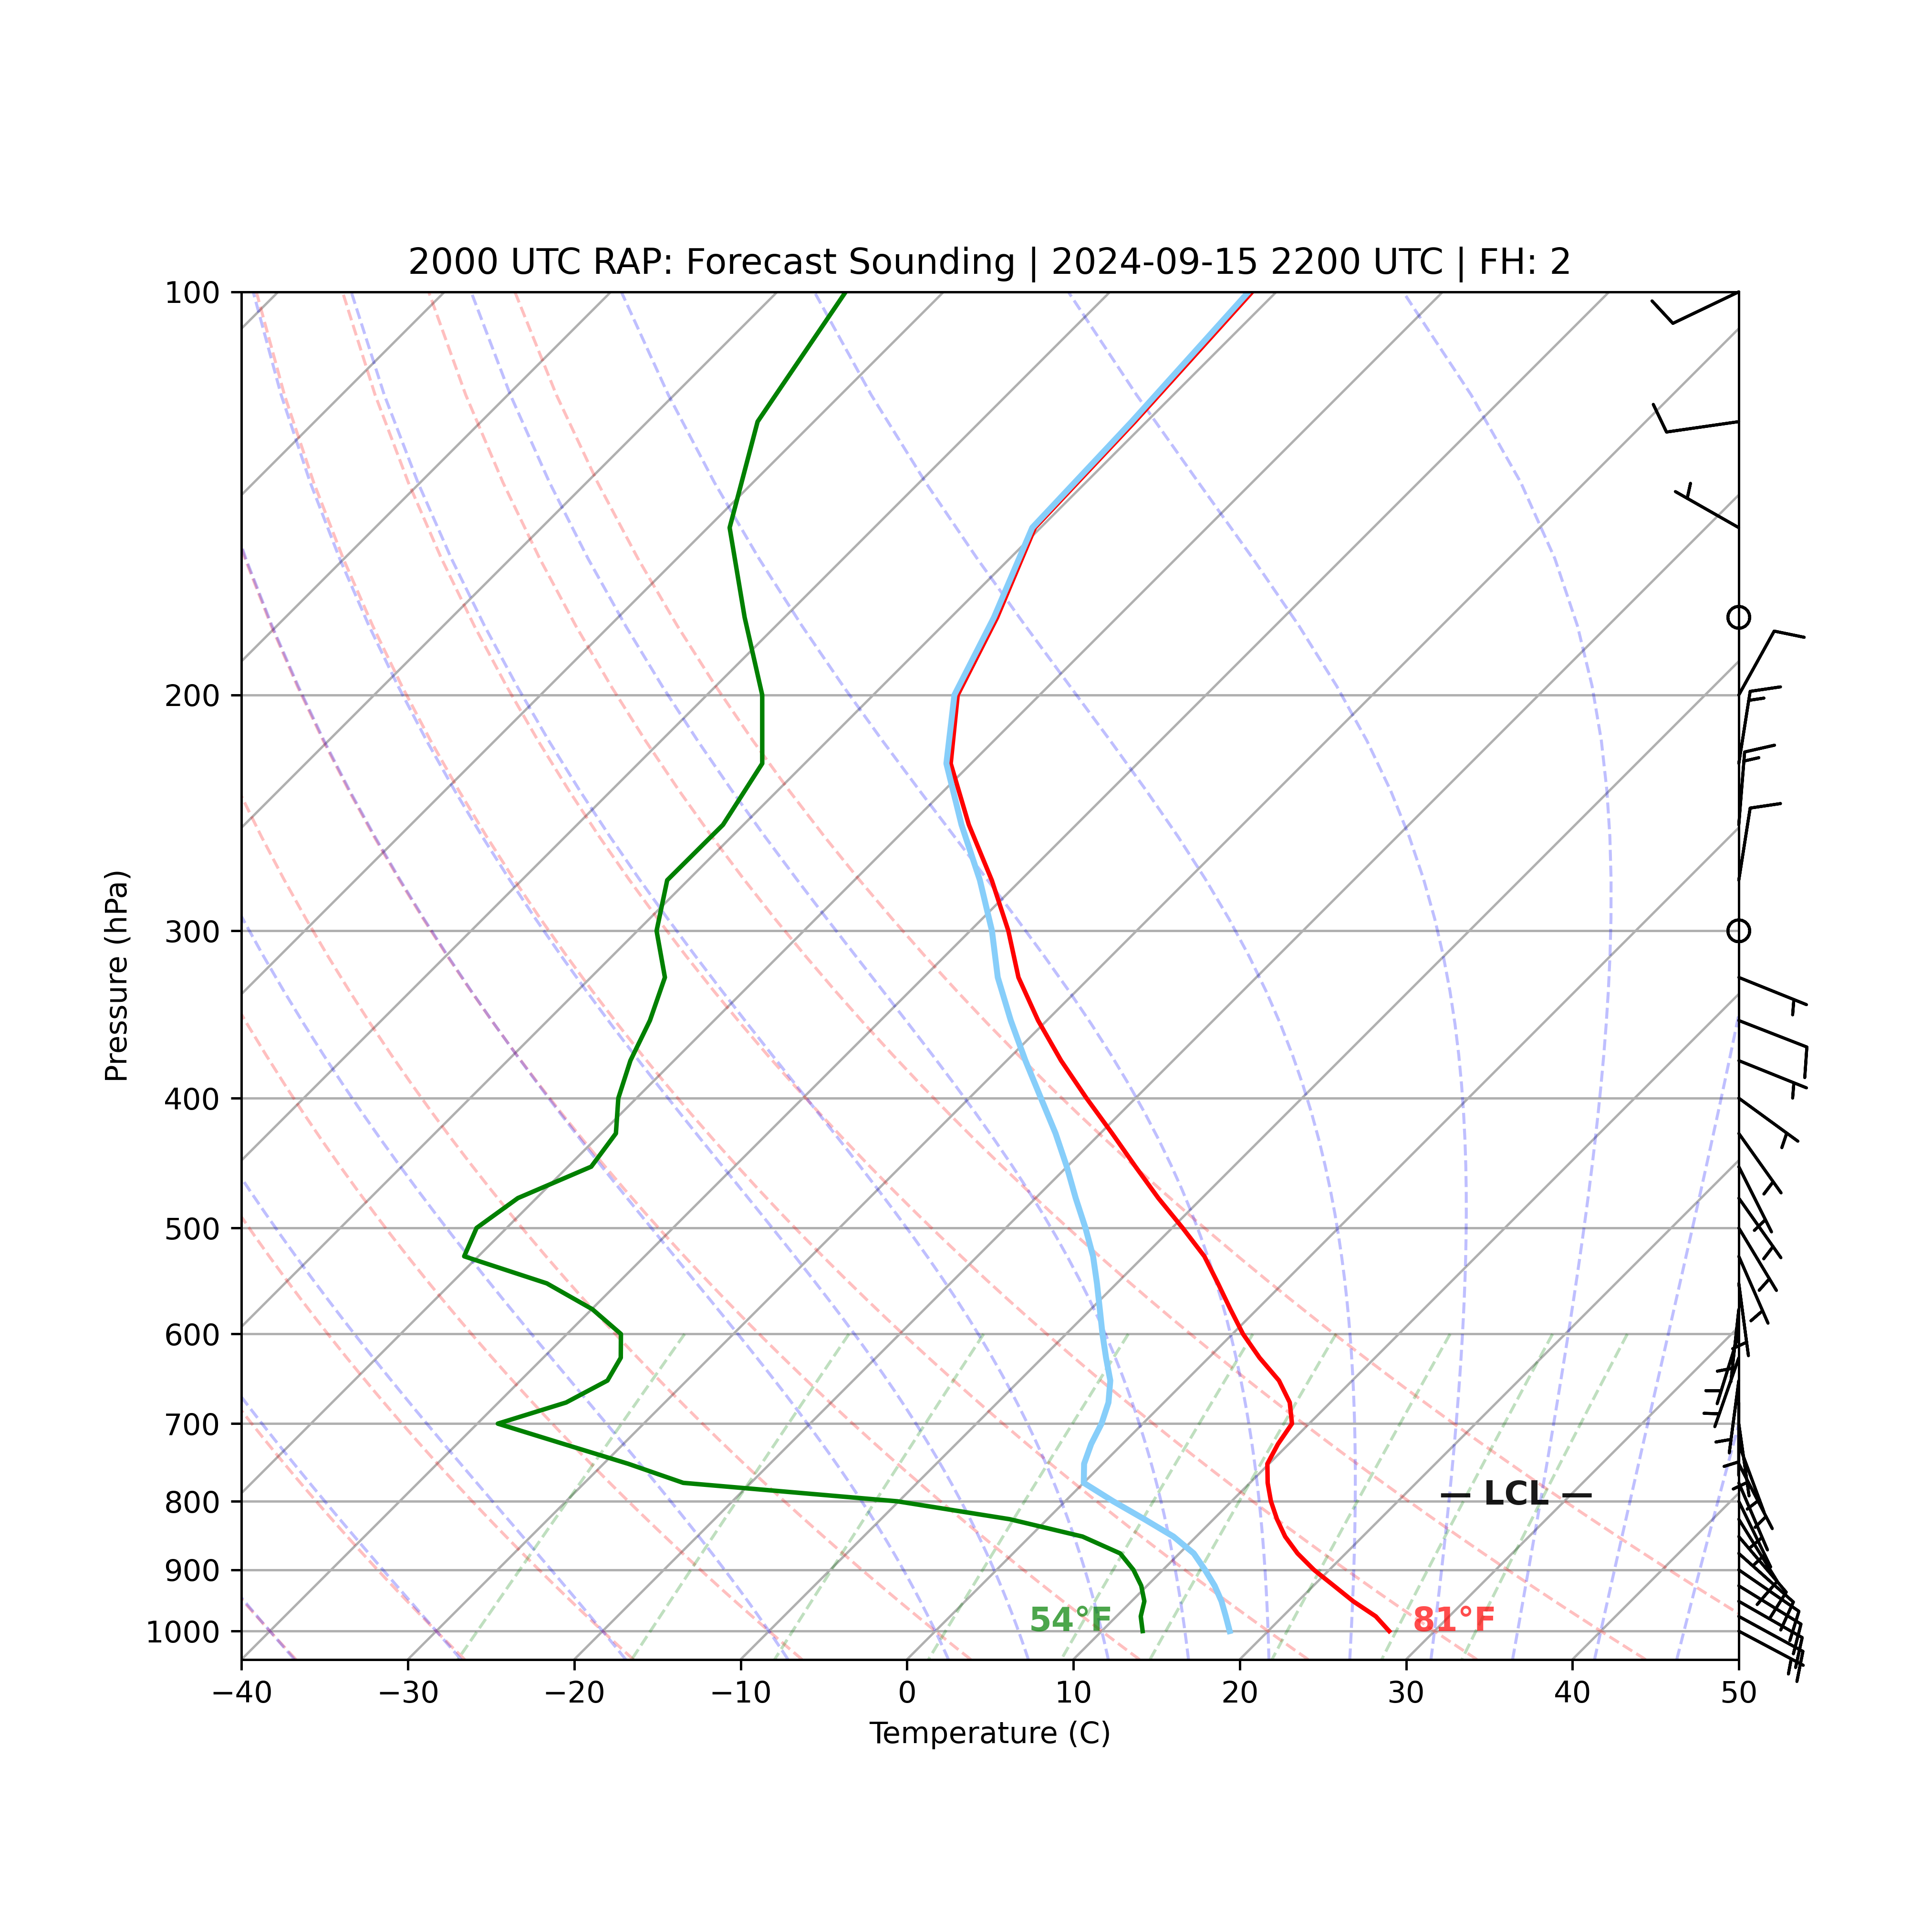 2000 UTC RAP: Forecast Sounding | 2024-09-15 2200 UTC | FH: 2
100
200
300
400
500
600
700
800
900
1000
Pressure (hPa)
— LCL —
54°F
81°F
−40 −30 −20 −10 0 10 20 30 40 50
Temperature (C)